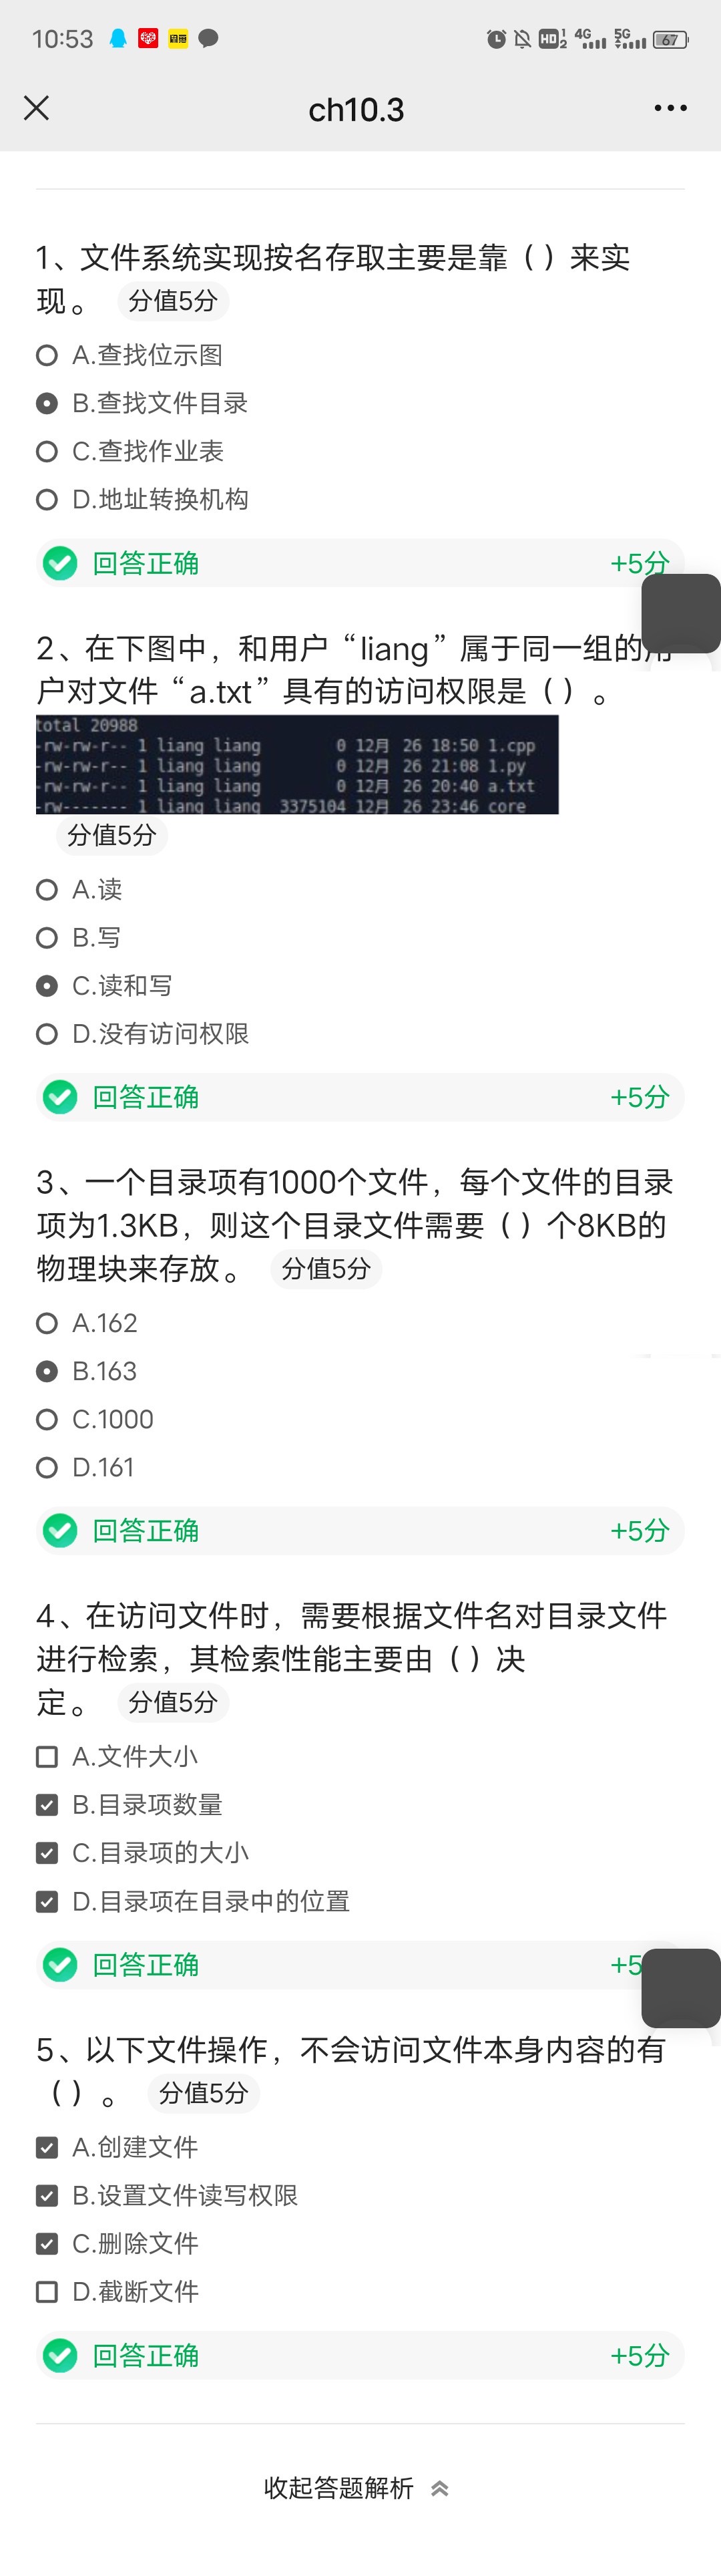 10:53
HD 1 2 4G 5G 67
ch10.3
1、文件系统实现按名存取主要是靠（）来实
现。 分值5分
A.查找位示图
B.查找文件目录
C.查找作业表
D.地址转换机构
回答正确 +5分
2、在下图中，和用户“liang”属于同一组的用
户对文件“a.txt”具有的访问权限是（）。
total 20988
-rw-rw-r-- 1 liang liang 0 12月 26 18:50 1.cpp
-rw-rw-r-- 1 liang liang 0 12月 26 21:08 1.py
-rw-rw-r-- 1 liang liang 0 12月 26 20:40 a.txt
-rw------- 1 liang liang 3375104 12月 26 23:46 core
分值5分
A.读
B.写
C.读和写
D.没有访问权限
回答正确 +5分
3、一个目录项有1000个文件，每个文件的目录
项为1.3KB，则这个目录文件需要（）个8KB的
物理块来存放。 分值5分
A.162
B.163
C.1000
D.161
回答正确 +5分
4、在访问文件时，需要根据文件名对目录文件
进行检索，其检索性能主要由（）决
定。 分值5分
A.文件大小
B.目录项数量
C.目录项的大小
D.目录项在目录中的位置
回答正确 +5
5、以下文件操作，不会访问文件本身内容的有
（）。 分值5分
A.创建文件
B.设置文件读写权限
C.删除文件
D.截断文件
回答正确 +5分
收起答题解析